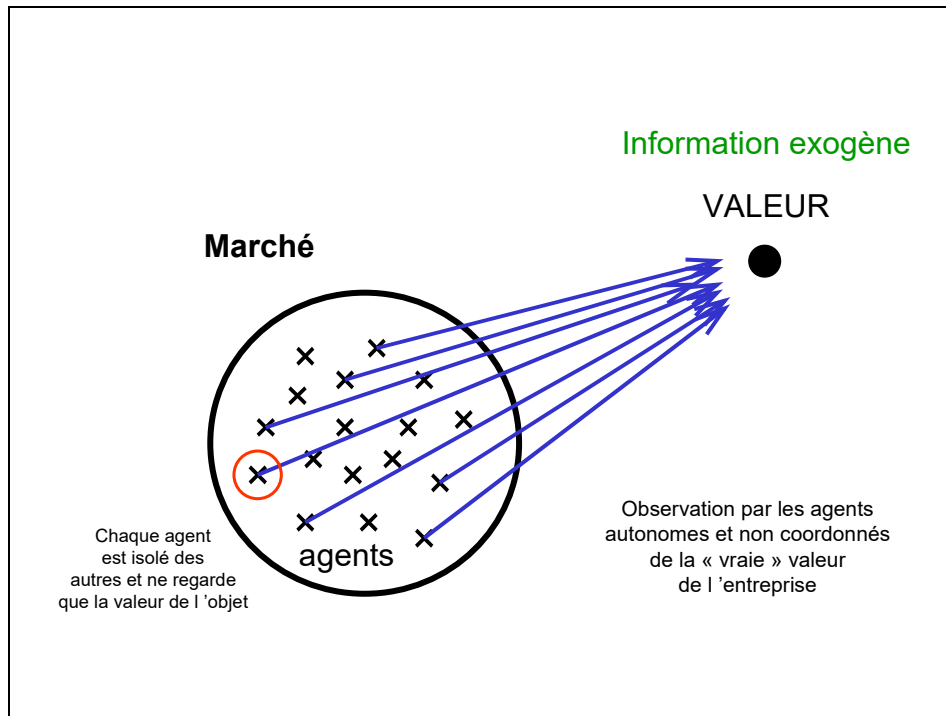 Information exogène
VALEUR
Marché
agents
Chaque agent
est isolé des
autres et ne regarde
que la valeur de l 'objet
Observation par les agents
autonomes et non coordonnés
de la « vraie » valeur
de l 'entreprise